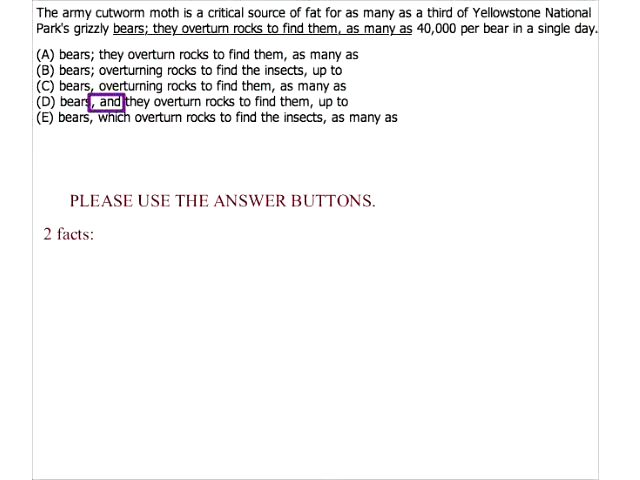 The army cutworm moth is a critical source of fat for as many as a third of Yellowstone National
Park's grizzly bears; they overturn rocks to find them, as many as 40,000 per bear in a single day.
(A) bears; they overturn rocks to find them, as many as
(B) bears; overturning rocks to find the insects, up to
(C) bears, overturning rocks to find them, as many as
(D) bears, and they overturn rocks to find them, up to
(E) bears, which overturn rocks to find the insects, as many as
PLEASE USE THE ANSWER BUTTONS.
2 facts: